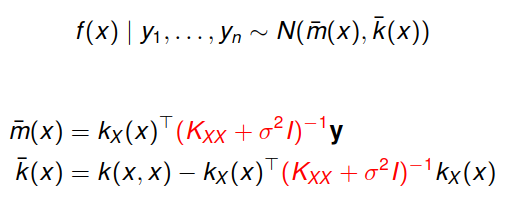 f(x) | y₁, . . . , yₙ ∼ N(m̄(x), k̄(x))
m̄(x) = k_X(x)^⊤(K_XX + σ²I)⁻¹y
k̄(x) = k(x, x) − k_X(x)^⊤(K_XX + σ²I)⁻¹k_X(x)